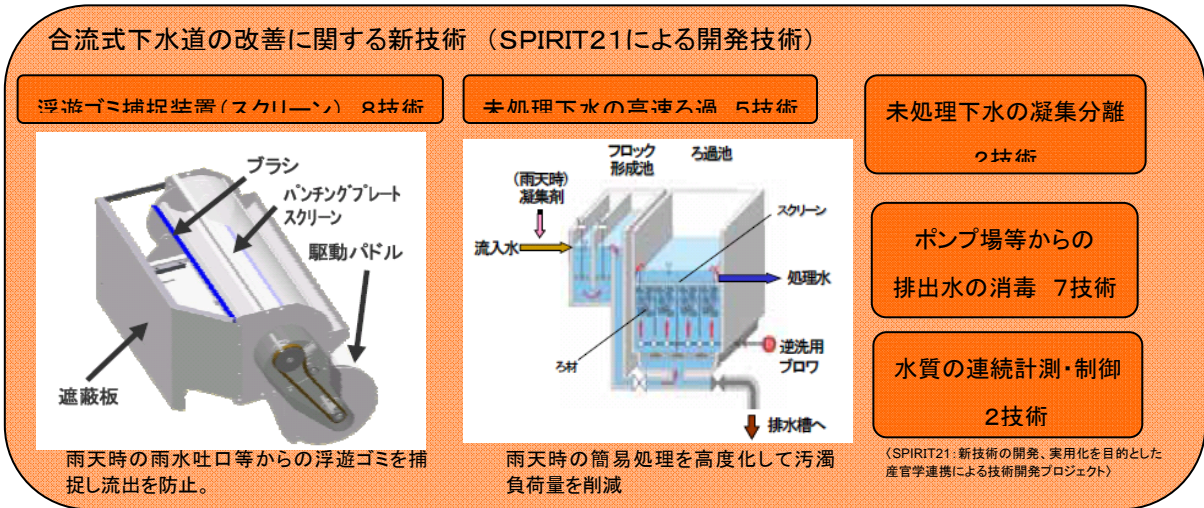 合流式下水道の改善に関する新技術 （SPIRIT21による開発技術）
浮遊ゴミ捕捉装置（スクリーン） 8技術
ブラシ
パンチングプレート
スクリーン
駆動パドル
遮蔽板
雨天時の雨水吐口等からの浮遊ゴミを捕
捉し流出を防止。
未処理下水の高速ろ過 5技術
フロック
形成池
ろ過池
（雨天時）
凝集剤
スクリーン
流入水
処理水
ろ材
逆洗用
ブロワ
排水槽へ
雨天時の簡易処理を高度化して汚濁
負荷量を削減
未処理下水の凝集分離
2技術
ポンプ場等からの
排出水の消毒 7技術
水質の連続計測・制御
2技術
〈SPIRIT21：新技術の開発、実用化を目的とした
産官学連携による技術開発プロジェクト〉